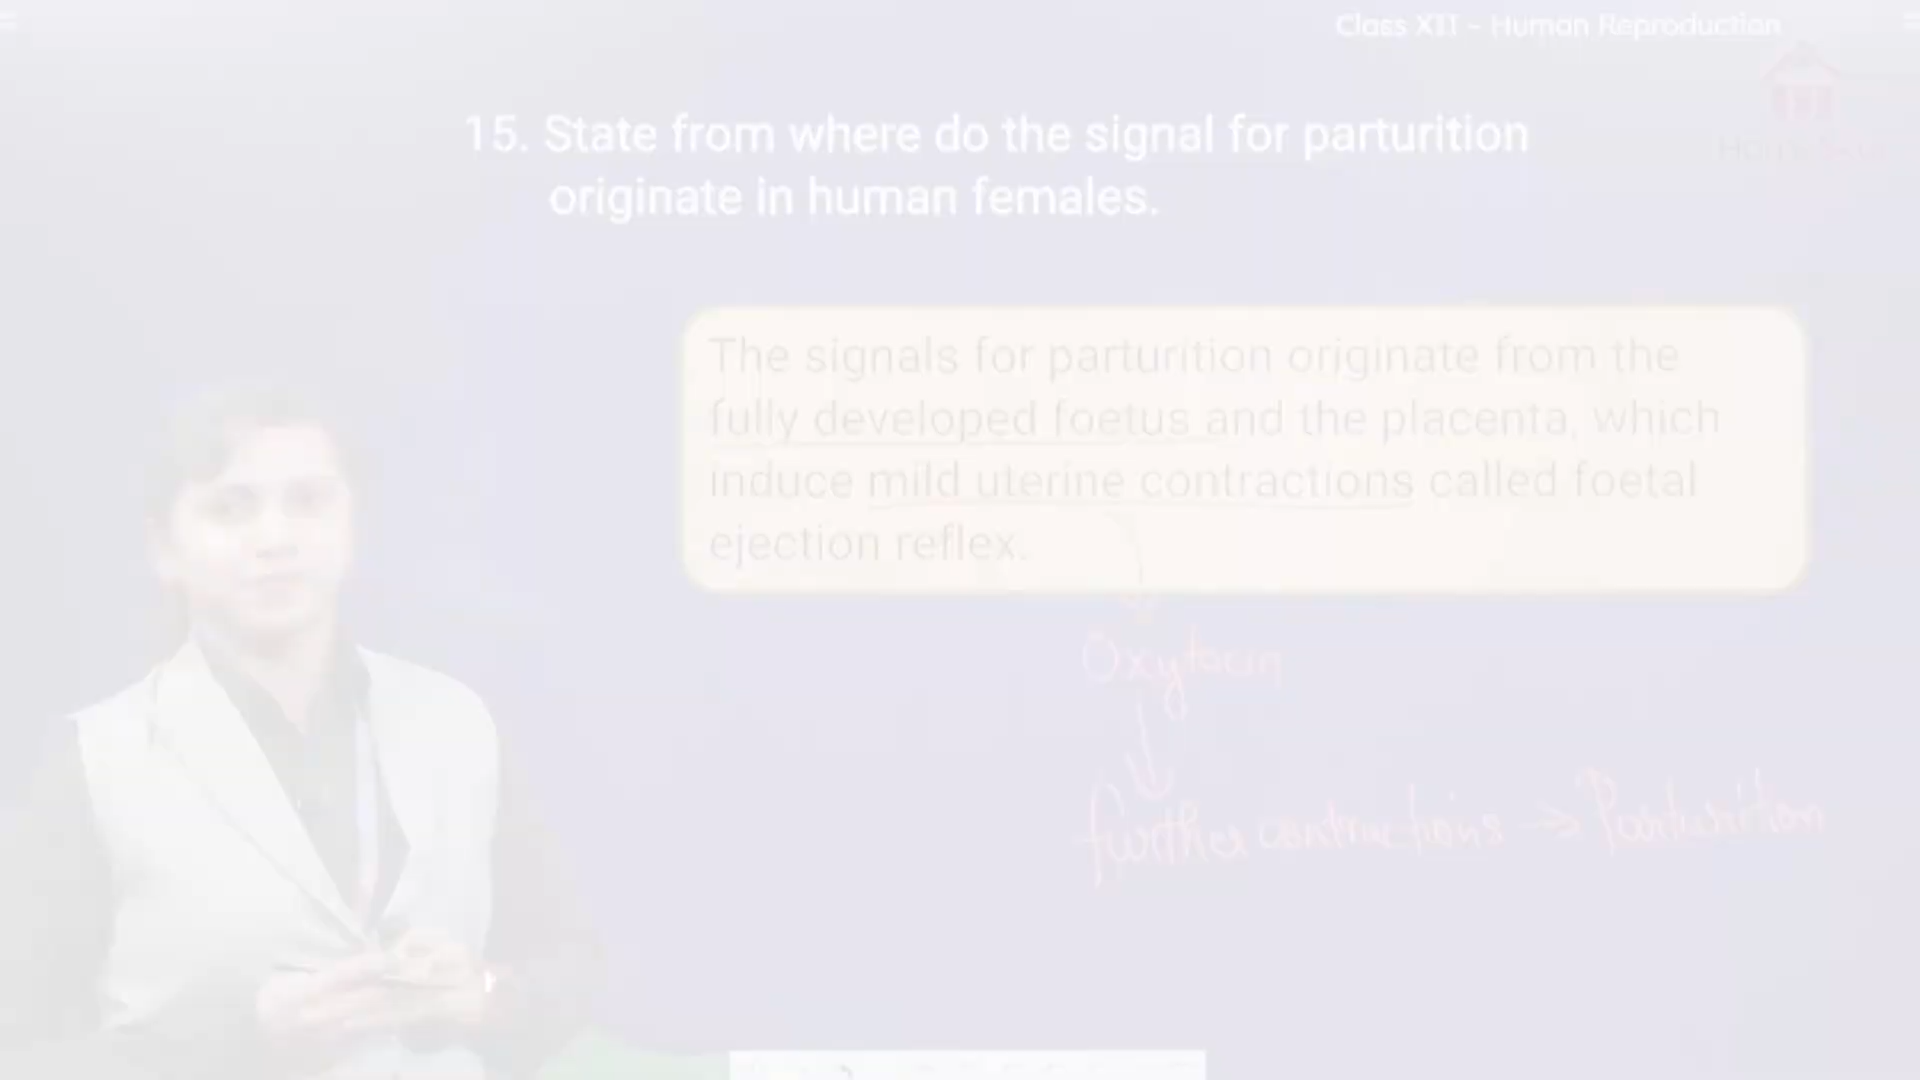 Class XII - Human Reproduction
15. State from where do the signal for parturition
originate in human females.
The signals for parturition originate from the
fully developed foetus and the placenta, which
induce mild uterine contractions called foetal
ejection reflex.
Oxytocin
further contractions → Parturition